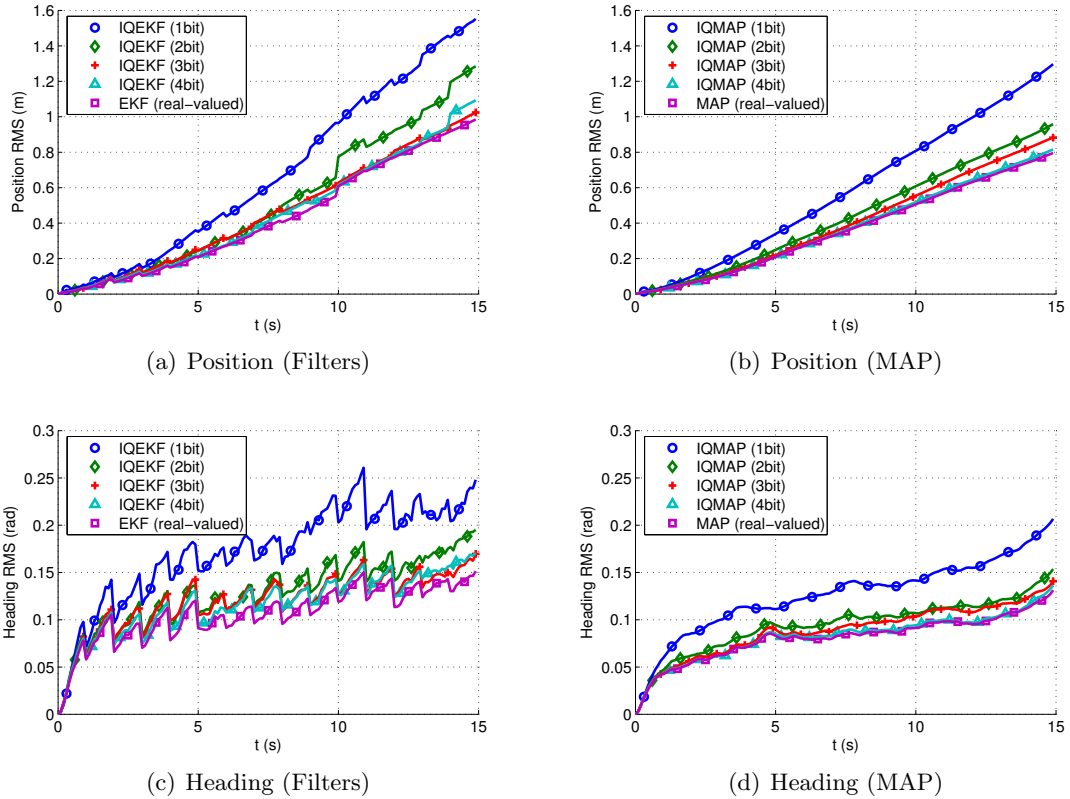 1.6
1.4
1.2
1
0.8
0.6
0.4
0.2
0
Position RMS (m)
IQEKF (1bit)
IQEKF (2bit)
IQEKF (3bit)
IQEKF (4bit)
EKF (real−valued)
0 5 10 15
t (s)
(a) Position (Filters)
1.6
1.4
1.2
1
0.8
0.6
0.4
0.2
0
Position RMS (m)
IQMAP (1bit)
IQMAP (2bit)
IQMAP (3bit)
IQMAP (4bit)
MAP (real−valued)
0 5 10 15
t (s)
(b) Position (MAP)
0.3
0.25
0.2
0.15
0.1
0.05
0
Heading RMS (rad)
IQEKF (1bit)
IQEKF (2bit)
IQEKF (3bit)
IQEKF (4bit)
EKF (real−valued)
0 5 10 15
t (s)
(c) Heading (Filters)
0.3
0.25
0.2
0.15
0.1
0.05
0
Heading RMS (rad)
IQMAP (1bit)
IQMAP (2bit)
IQMAP (3bit)
IQMAP (4bit)
MAP (real−valued)
0 5 10 15
t (s)
(d) Heading (MAP)